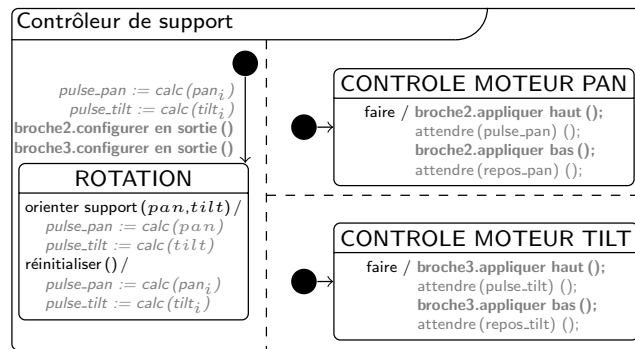 Contrôleur de support
pulse_pan := calc (pan_i)
pulse_tilt := calc (tilt_i)
broche2.configurer en sortie ()
broche3.configurer en sortie ()
ROTATION
orienter support (pan,tilt) /
pulse_pan := calc (pan)
pulse_tilt := calc (tilt)
réinitialiser () /
pulse_pan := calc (pan_i)
pulse_tilt := calc (tilt_i)
CONTROLE MOTEUR PAN
faire / broche2.appliquer haut ();
attendre (pulse_pan) ();
broche2.appliquer bas ();
attendre (repos_pan) ();
CONTROLE MOTEUR TILT
faire / broche3.appliquer haut ();
attendre (pulse_tilt) ();
broche3.appliquer bas ();
attendre (repos_tilt) ();